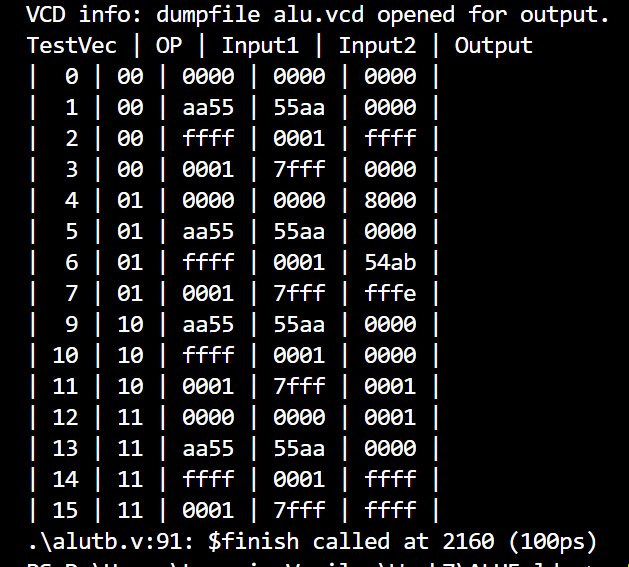 VCD info: dumpfile alu.vcd opened for output.
TestVec | OP | Input1 | Input2 | Output
|  0 | 00 | 0000 | 0000 | 0000 |
|  1 | 00 | aa55 | 55aa | 0000 |
|  2 | 00 | ffff | 0001 | ffff |
|  3 | 00 | 0001 | 7fff | 0000 |
|  4 | 01 | 0000 | 0000 | 8000 |
|  5 | 01 | aa55 | 55aa | 0000 |
|  6 | 01 | ffff | 0001 | 54ab |
|  7 | 01 | 0001 | 7fff | fffe |
|  9 | 10 | aa55 | 55aa | 0000 |
| 10 | 10 | ffff | 0001 | 0000 |
| 11 | 10 | 0001 | 7fff | 0001 |
| 12 | 11 | 0000 | 0000 | 0001 |
| 13 | 11 | aa55 | 55aa | 0000 |
| 14 | 11 | ffff | 0001 | ffff |
| 15 | 11 | 0001 | 7fff | ffff |
.\alutb.v:91: $finish called at 2160 (100ps)